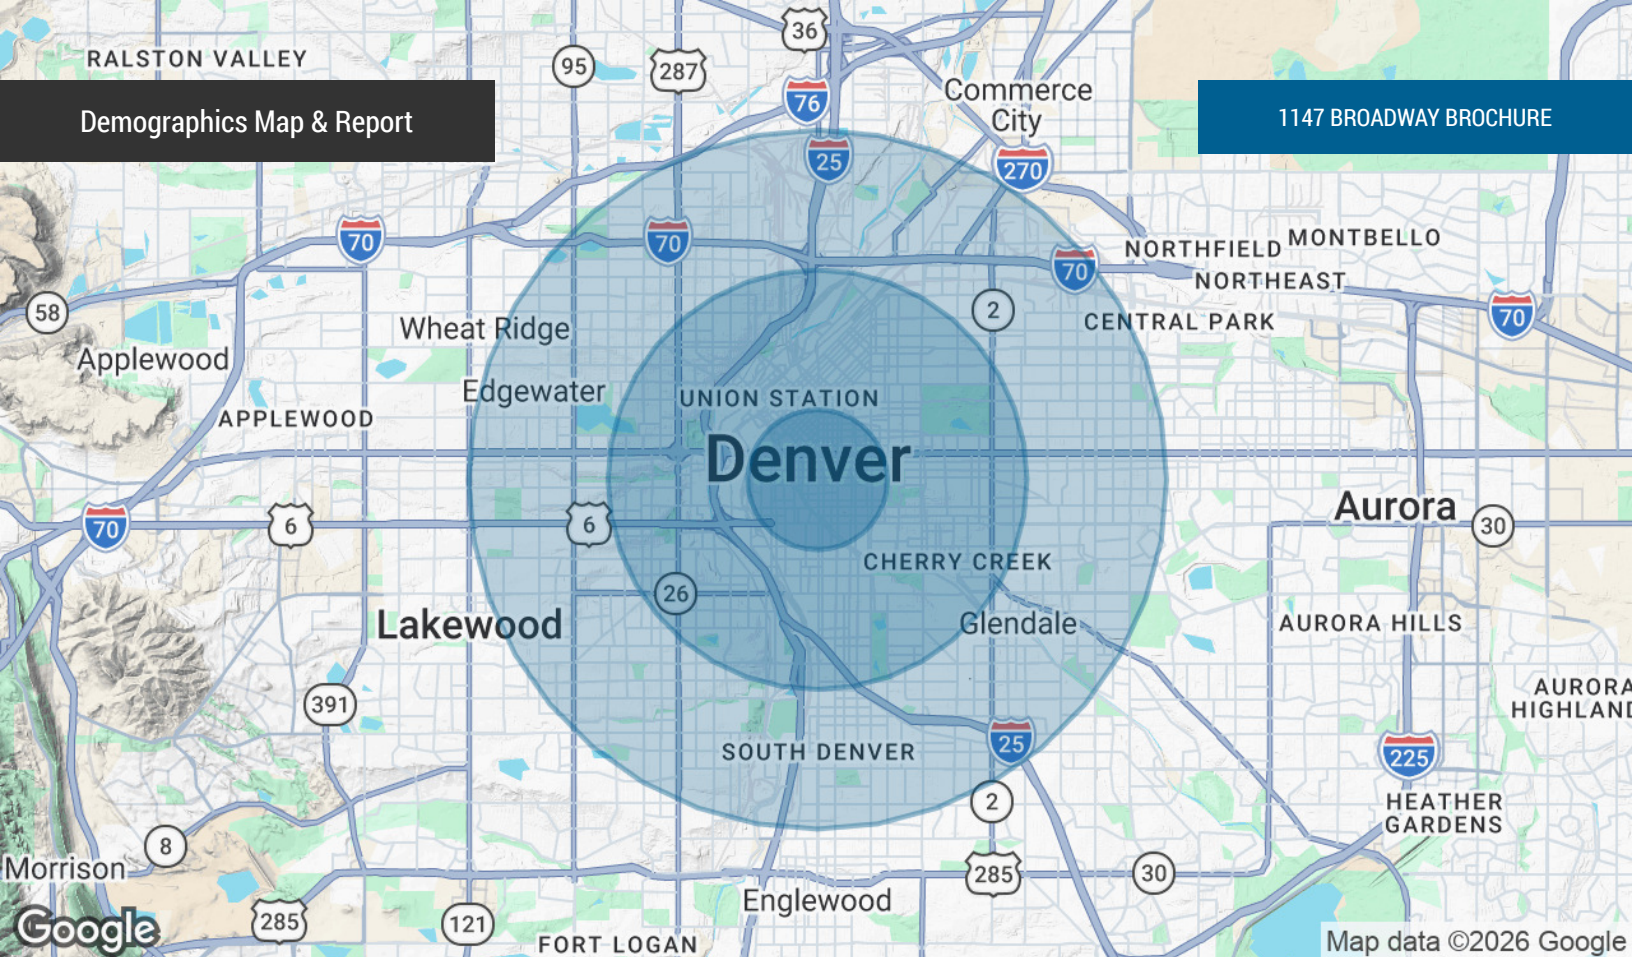 36
RALSTON VALLEY
95
287
76
Commerce
City
Demographics Map & Report
1147 BROADWAY BROCHURE
25
270
70
70
NORTHFIELD
MONTBELLO
70
NORTHEAST
58
2
70
Wheat Ridge
CENTRAL PARK
Applewood
Edgewater
UNION STATION
APPLEWOOD
Denver
Aurora
70
6
6
30
CHERRY CREEK
26
Lakewood
Glendale
AURORA HILLS
391
AURORA
HIGHLAND
SOUTH DENVER
25
225
2
HEATHER
GARDENS
8
Morrison
285
30
Englewood
Google
285
121
FORT LOGAN
Map data ©2026 Google